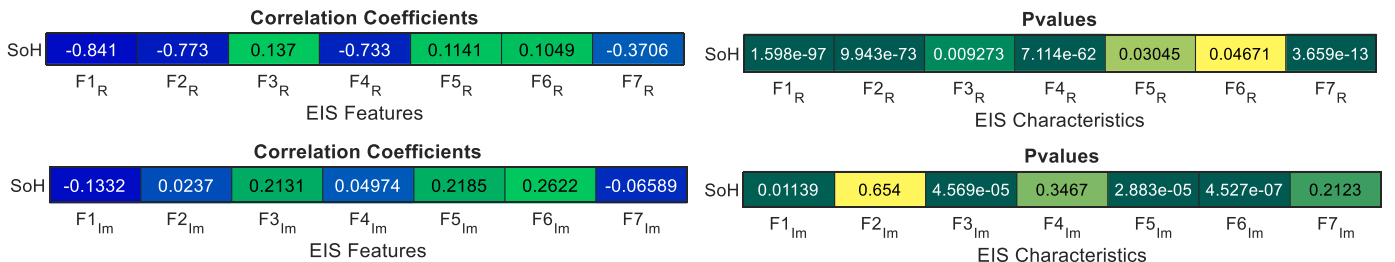 Correlation Coefficients
SoH -0.841 -0.773 0.137 -0.733 0.1141 0.1049 -0.3706
F1R F2R F3R F4R F5R F6R F7R
EIS Features
Pvalues
SoH 1.598e-97 9.943e-73 0.009273 7.114e-62 0.03045 0.04671 3.659e-13
F1R F2R F3R F4R F5R F6R F7R
EIS Characteristics
Correlation Coefficients
SoH -0.1332 0.0237 0.2131 0.04974 0.2185 0.2622 -0.06589
F1Im F2Im F3Im F4Im F5Im F6Im F7Im
EIS Features
Pvalues
SoH 0.01139 0.654 4.569e-05 0.3467 2.883e-05 4.527e-07 0.2123
F1Im F2Im F3Im F4Im F5Im F6Im F7Im
EIS Characteristics